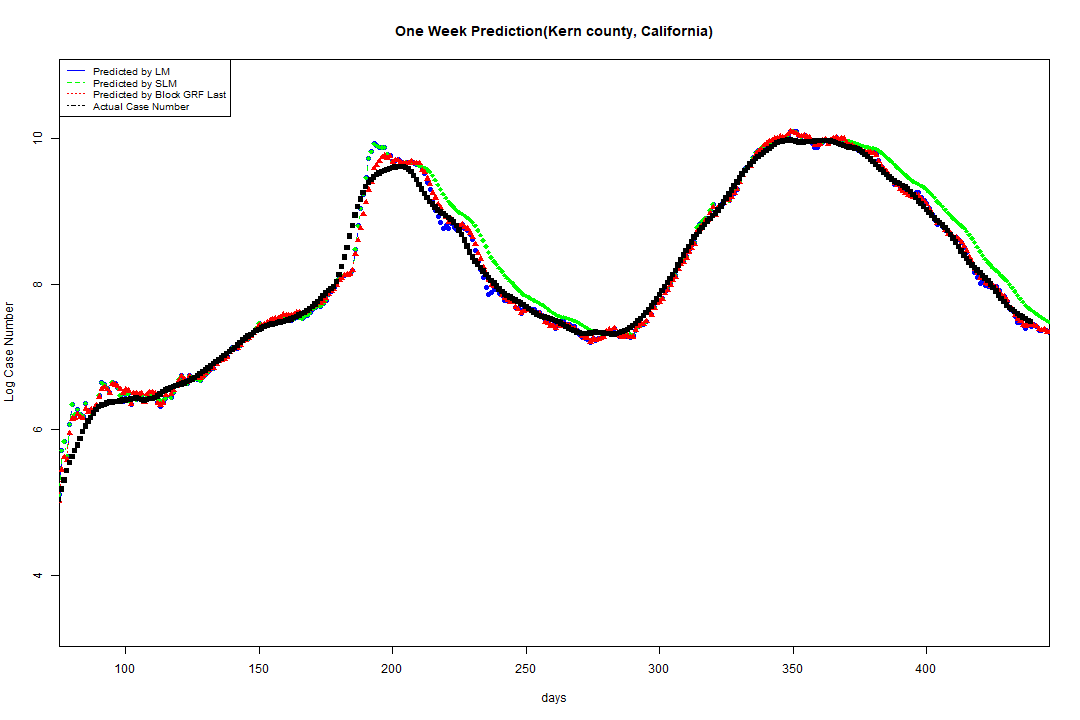 One Week Prediction(Kern county, California)
Predicted by LM
Predicted by SLM
Predicted by Block GRF Last
Actual Case Number
10
8
6
4
Log Case Number
100 150 200 250 300 350 400
days